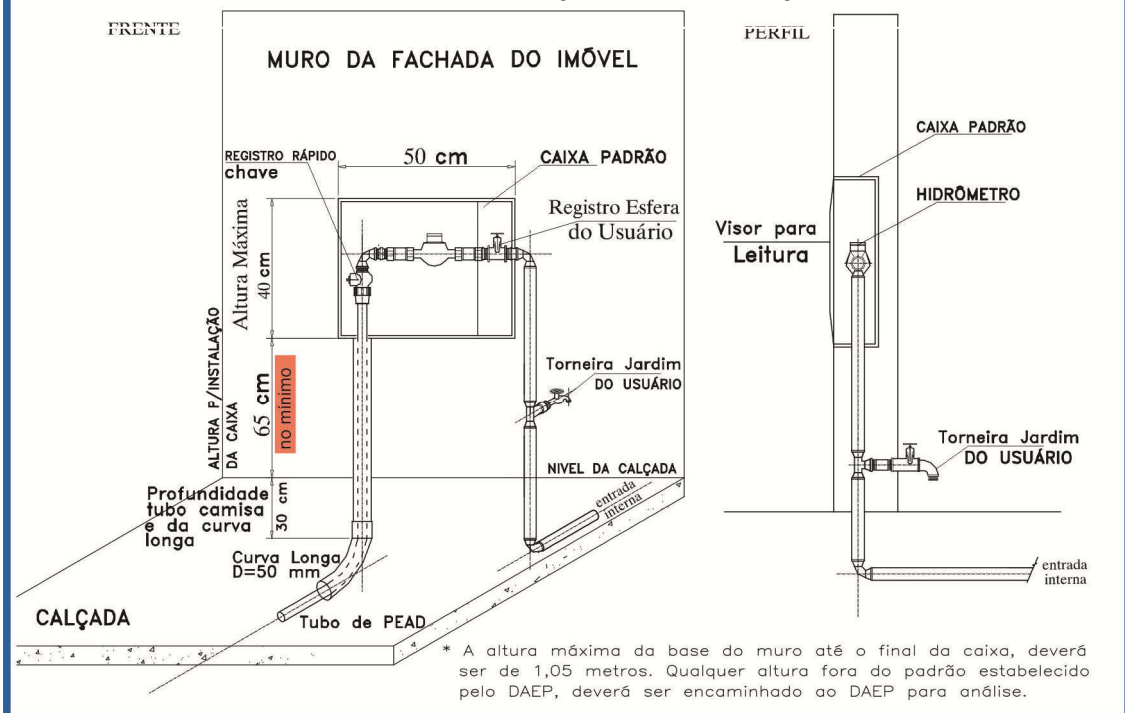 FRENTE
PERFIL
MURO DA FACHADA DO IMÓVEL
REGISTRO RÁPIDO
chave
50 cm
CAIXA PADRÃO
Registro Esfera
do Usuário
Altura Máxima
40 cm
ALTURA P/INSTALAÇÃO
DA CAIXA
65 cm
no mínimo
Torneira Jardim
DO USUÁRIO
NIVEL DA CALÇADA
Profundidade
tubo camisa
e da curva
longa
30 cm
entrada
interna
Curva Longa
D=50 mm
CALÇADA
Tubo de PEAD
CAIXA PADRÃO
HIDRÔMETRO
Visor para
Leitura
Torneira Jardim
DO USUÁRIO
entrada
interna
* A altura máxima da base do muro até o final da caixa, deverá
ser de 1,05 metros. Qualquer altura fora do padrão estabelecido
pelo DAEP, deverá ser encaminhado ao DAEP para análise.